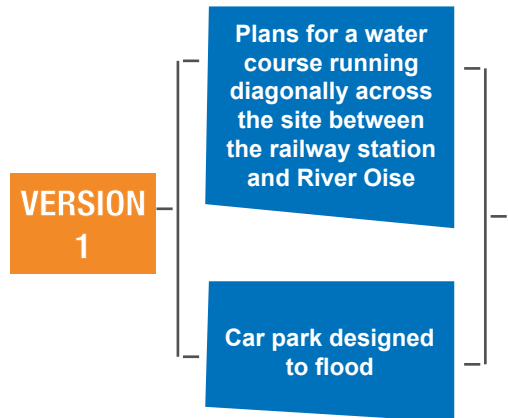 VERSION
1
Plans for a water
course running
diagonally across
the site between
the railway station
and River Oise
Car park designed
to flood